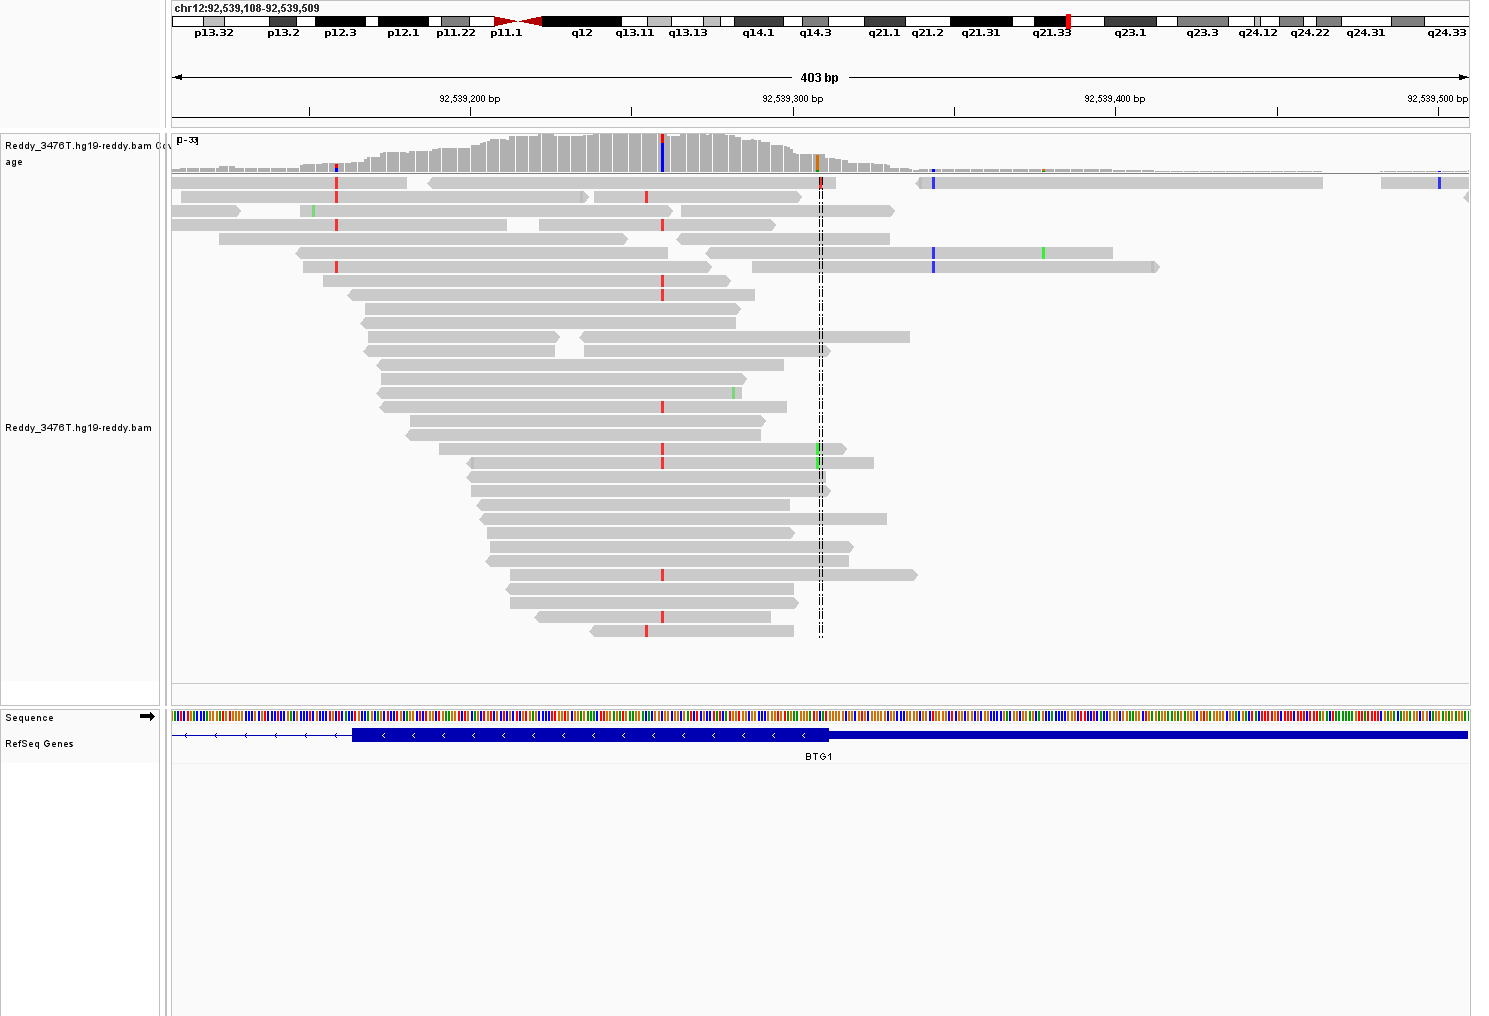 chr12:92,539,108-92,539,509
p13.32 p13.2 p12.3 p12.1 p11.22 p11.1 q12 q13.11 q13.13 q14.1 q14.3 q21.1 q21.2 q21.31 q21.33 q23.1 q23.3 q24.12 q24.22 q24.31 q24.33
403 bp
92,539,200 bp 92,539,300 bp 92,539,400 bp 92,539,500 bp
Reddy_3476T.hg19-reddy.bam
age
[0 - 33]
Reddy_3476T.hg19-reddy.bam
Sequence
RefSeq Genes
BTG1